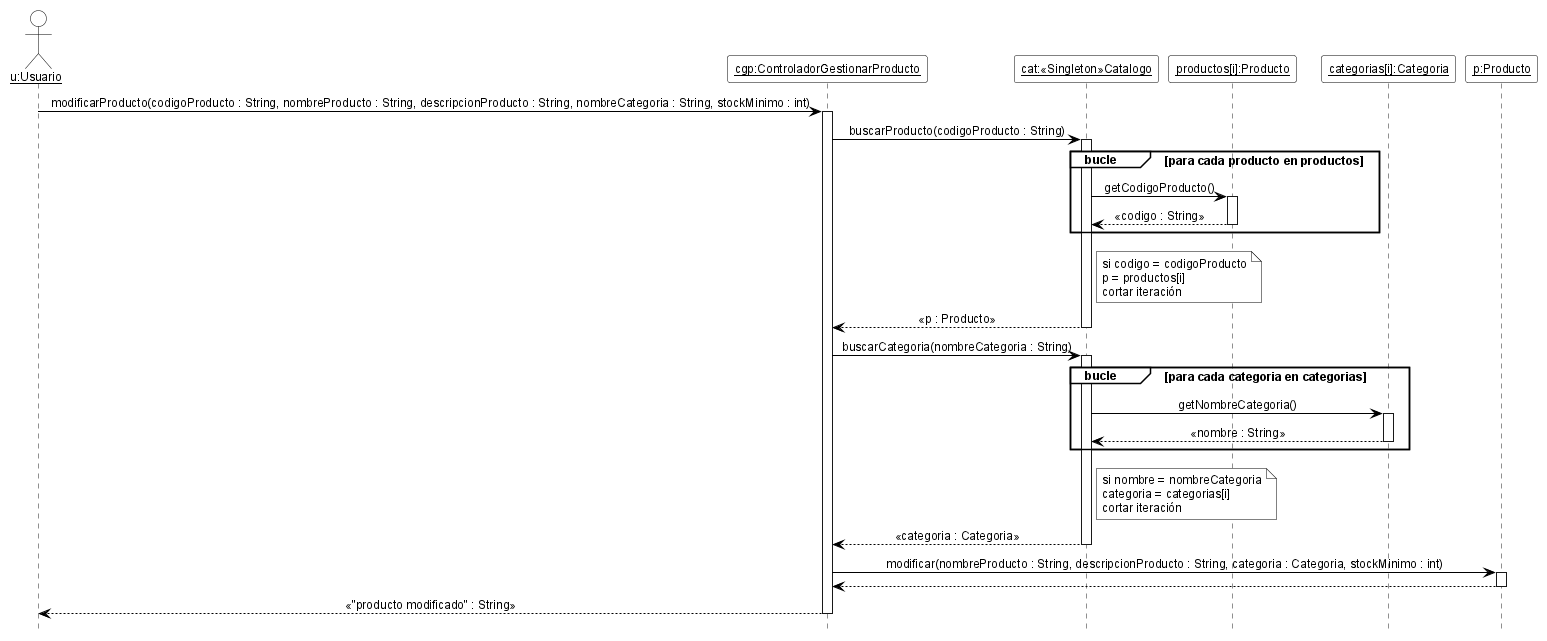 u:Usuario
cgp:ControladorGestionarProducto
cat:«Singleton»Catalogo
productos[i]:Producto
categorias[i]:Categoria
p:Producto
modificarProducto(codigoProducto : String, nombreProducto : String, descripcionProducto : String, nombreCategoria : String, stockMinimo : int)
buscarProducto(codigoProducto : String)
bucle [para cada producto en productos]
getCodigoProducto()
«codigo : String»
si codigo = codigoProducto
p = productos[i]
cortar iteración
«p : Producto»
buscarCategoria(nombreCategoria : String)
bucle [para cada categoria en categorias]
getNombreCategoria()
«nombre : String»
si nombre = nombreCategoria
categoria = categorias[i]
cortar iteración
«categoria : Categoria»
modificar(nombreProducto : String, descripcionProducto : String, categoria : Categoria, stockMinimo : int)
«"producto modificado" : String»